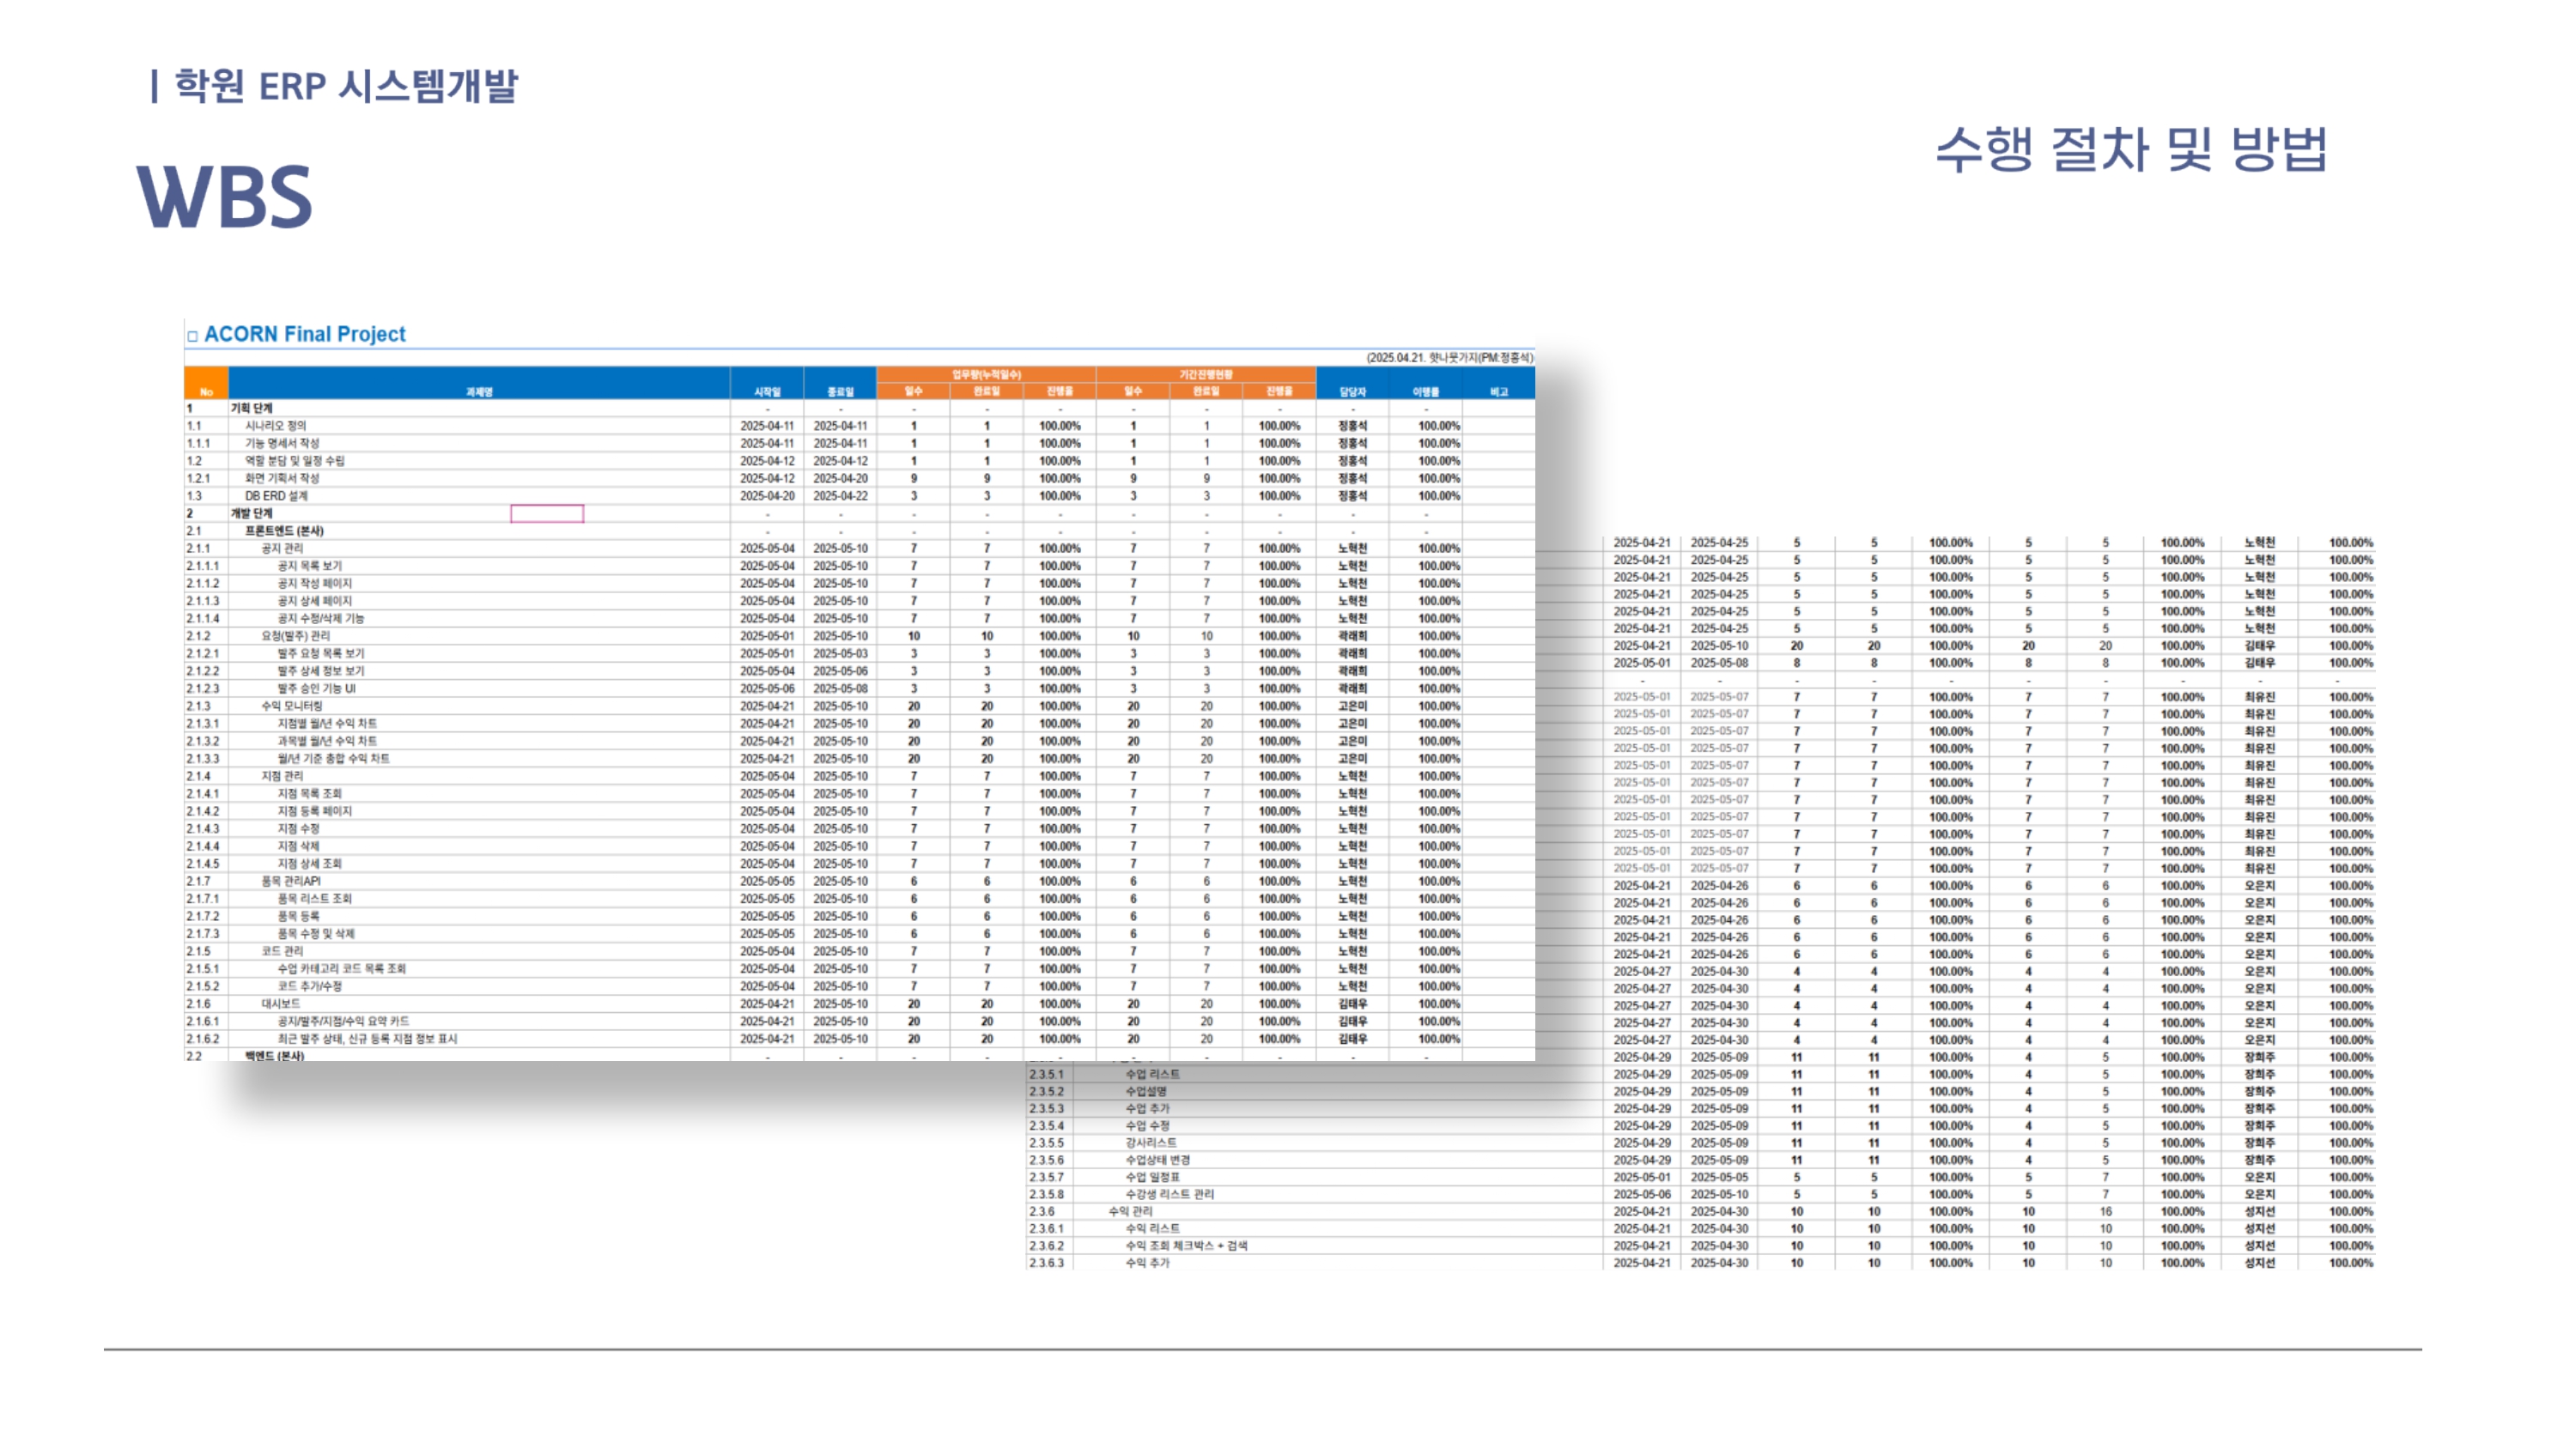 | 학원 ERP 시스템개발
수행 절차 및 방법
WBS
□ ACORN Final Project
(2025.04.21. 햣나뭇가지(PM:정홍석)
No 과제명 시작일 종료일 업무량(누적일수) 기간진행현황 담당자 이행률 비고
일수 완료일 진행율 일수 완료일 진행율
1 기획 단계 - - - - - - - - - -
1.1 시나리오 정의 2025-04-11 2025-04-11 1 1 100.00% 1 1 100.00% 정홍석 100.00%
1.1.1 기능 명세서 작성 2025-04-11 2025-04-11 1 1 100.00% 1 1 100.00% 정홍석 100.00%
1.2 역할 분담 및 일정 수립 2025-04-12 2025-04-12 1 1 100.00% 1 1 100.00% 정홍석 100.00%
1.2.1 화면 기획서 작성 2025-04-12 2025-04-20 9 9 100.00% 9 9 100.00% 정홍석 100.00%
1.3 DB ERD 설계 2025-04-20 2025-04-22 3 3 100.00% 3 3 100.00% 정홍석 100.00%
2 개발 단계 - - - - - - - - - -
2.1 프론트엔드 (본사) - - - - - - - - - -
2.1.1 공지 관리 2025-05-04 2025-05-10 7 7 100.00% 7 7 100.00% 노혁천 100.00%
2.1.1.1 공지 목록 보기 2025-05-04 2025-05-10 7 7 100.00% 7 7 100.00% 노혁천 100.00%
2.1.1.2 공지 작성 페이지 2025-05-04 2025-05-10 7 7 100.00% 7 7 100.00% 노혁천 100.00%
2.1.1.3 공지 상세 페이지 2025-05-04 2025-05-10 7 7 100.00% 7 7 100.00% 노혁천 100.00%
2.1.1.4 공지 수정/삭제 기능 2025-05-04 2025-05-10 7 7 100.00% 7 7 100.00% 노혁천 100.00%
2.1.2 요청(발주) 관리 2025-05-01 2025-05-10 10 10 100.00% 10 10 100.00% 곽래희 100.00%
2.1.2.1 발주 요청 목록 보기 2025-05-01 2025-05-03 3 3 100.00% 3 3 100.00% 곽래희 100.00%
2.1.2.2 발주 상세 정보 보기 2025-05-04 2025-05-06 3 3 100.00% 3 3 100.00% 곽래희 100.00%
2.1.2.3 발주 승인 기능 UI 2025-05-06 2025-05-08 3 3 100.00% 3 3 100.00% 곽래희 100.00%
2.1.3 수익 모니터링 2025-04-21 2025-05-10 20 20 100.00% 20 20 100.00% 고은미 100.00%
2.1.3.1 지점별 월/년 수익 차트 2025-04-21 2025-05-10 20 20 100.00% 20 20 100.00% 고은미 100.00%
2.1.3.2 과목별 월/년 수익 차트 2025-04-21 2025-05-10 20 20 100.00% 20 20 100.00% 고은미 100.00%
2.1.3.3 월/년 기준 총합 수익 차트 2025-04-21 2025-05-10 20 20 100.00% 20 20 100.00% 고은미 100.00%
2.1.4 지점 관리 2025-05-04 2025-05-10 7 7 100.00% 7 7 100.00% 노혁천 100.00%
2.1.4.1 지점 목록 조회 2025-05-04 2025-05-10 7 7 100.00% 7 7 100.00% 노혁천 100.00%
2.1.4.2 지점 등록 페이지 2025-05-04 2025-05-10 7 7 100.00% 7 7 100.00% 노혁천 100.00%
2.1.4.3 지점 수정 2025-05-04 2025-05-10 7 7 100.00% 7 7 100.00% 노혁천 100.00%
2.1.4.4 지점 삭제 2025-05-04 2025-05-10 7 7 100.00% 7 7 100.00% 노혁천 100.00%
2.1.4.5 지점 상세 조회 2025-05-04 2025-05-10 7 7 100.00% 7 7 100.00% 노혁천 100.00%
2.1.7 품목 관리API 2025-05-05 2025-05-10 6 6 100.00% 6 6 100.00% 노혁천 100.00%
2.1.7.1 품목 리스트 조회 2025-05-05 2025-05-10 6 6 100.00% 6 6 100.00% 노혁천 100.00%
2.1.7.2 품목 등록 2025-05-05 2025-05-10 6 6 100.00% 6 6 100.00% 노혁천 100.00%
2.1.7.3 품목 수정 및 삭제 2025-05-05 2025-05-10 6 6 100.00% 6 6 100.00% 노혁천 100.00%
2.1.5 코드 관리 2025-05-04 2025-05-10 7 7 100.00% 7 7 100.00% 노혁천 100.00%
2.1.5.1 수업 카테고리 코드 목록 조회 2025-05-04 2025-05-10 7 7 100.00% 7 7 100.00% 노혁천 100.00%
2.1.5.2 코드 추가/수정 2025-05-04 2025-05-10 7 7 100.00% 7 7 100.00% 노혁천 100.00%
2.1.6 대시보드 2025-04-21 2025-05-10 20 20 100.00% 20 20 100.00% 김태우 100.00%
2.1.6.1 공지/발주/지점/수익 요약 카드 2025-04-21 2025-05-10 20 20 100.00% 20 20 100.00% 김태우 100.00%
2.1.6.2 최근 발주 상태, 신규 등록 지점 정보 표시 2025-04-21 2025-05-10 20 20 100.00% 20 20 100.00% 김태우 100.00%
2.2 백엔드 (본사) - - - - - - - - - -
2025-04-21 2025-04-25 5 5 100.00% 5 5 100.00% 노혁천 100.00%
2025-04-21 2025-04-25 5 5 100.00% 5 5 100.00% 노혁천 100.00%
2025-04-21 2025-04-25 5 5 100.00% 5 5 100.00% 노혁천 100.00%
2025-04-21 2025-04-25 5 5 100.00% 5 5 100.00% 노혁천 100.00%
2025-04-21 2025-04-25 5 5 100.00% 5 5 100.00% 노혁천 100.00%
2025-04-21 2025-04-25 5 5 100.00% 5 5 100.00% 노혁천 100.00%
2025-04-21 2025-05-10 20 20 100.00% 20 20 100.00% 김태우 100.00%
2025-05-01 2025-05-08 8 8 100.00% 8 8 100.00% 김태우 100.00%
- - - - - - - - - -
2025-05-01 2025-05-07 7 7 100.00% 7 7 100.00% 최유진 100.00%
2025-05-01 2025-05-07 7 7 100.00% 7 7 100.00% 최유진 100.00%
2025-05-01 2025-05-07 7 7 100.00% 7 7 100.00% 최유진 100.00%
2025-05-01 2025-05-07 7 7 100.00% 7 7 100.00% 최유진 100.00%
2025-05-01 2025-05-07 7 7 100.00% 7 7 100.00% 최유진 100.00%
2025-05-01 2025-05-07 7 7 100.00% 7 7 100.00% 최유진 100.00%
2025-05-01 2025-05-07 7 7 100.00% 7 7 100.00% 최유진 100.00%
2025-05-01 2025-05-07 7 7 100.00% 7 7 100.00% 최유진 100.00%
2025-05-01 2025-05-07 7 7 100.00% 7 7 100.00% 최유진 100.00%
2025-05-01 2025-05-07 7 7 100.00% 7 7 100.00% 최유진 100.00%
2025-05-01 2025-05-07 7 7 100.00% 7 7 100.00% 최유진 100.00%
2025-04-21 2025-04-26 6 6 100.00% 6 6 100.00% 오은지 100.00%
2025-04-21 2025-04-26 6 6 100.00% 6 6 100.00% 오은지 100.00%
2025-04-21 2025-04-26 6 6 100.00% 6 6 100.00% 오은지 100.00%
2025-04-21 2025-04-26 6 6 100.00% 6 6 100.00% 오은지 100.00%
2025-04-21 2025-04-26 6 6 100.00% 6 6 100.00% 오은지 100.00%
2025-04-27 2025-04-30 4 4 100.00% 4 4 100.00% 오은지 100.00%
2025-04-27 2025-04-30 4 4 100.00% 4 4 100.00% 오은지 100.00%
2025-04-27 2025-04-30 4 4 100.00% 4 4 100.00% 오은지 100.00%
2025-04-27 2025-04-30 4 4 100.00% 4 4 100.00% 오은지 100.00%
2025-04-27 2025-04-30 4 4 100.00% 4 4 100.00% 오은지 100.00%
2025-04-29 2025-05-09 11 11 100.00% 4 5 100.00% 장희주 100.00%
2.3.5.1 수업 리스트 2025-04-29 2025-05-09 11 11 100.00% 4 5 100.00% 장희주 100.00%
2.3.5.2 수업설명 2025-04-29 2025-05-09 11 11 100.00% 4 5 100.00% 장희주 100.00%
2.3.5.3 수업 추가 2025-04-29 2025-05-09 11 11 100.00% 4 5 100.00% 장희주 100.00%
2.3.5.4 수업 수정 2025-04-29 2025-05-09 11 11 100.00% 4 5 100.00% 장희주 100.00%
2.3.5.5 강사리스트 2025-04-29 2025-05-09 11 11 100.00% 4 5 100.00% 장희주 100.00%
2.3.5.6 수업상태 변경 2025-04-29 2025-05-09 11 11 100.00% 4 5 100.00% 장희주 100.00%
2.3.5.7 수업 일정표 2025-05-01 2025-05-05 5 5 100.00% 5 7 100.00% 오은지 100.00%
2.3.5.8 수강생 리스트 관리 2025-05-06 2025-05-10 5 5 100.00% 5 7 100.00% 오은지 100.00%
2.3.6 수익 관리 2025-04-21 2025-04-30 10 10 100.00% 10 16 100.00% 성지선 100.00%
2.3.6.1 수익 리스트 2025-04-21 2025-04-30 10 10 100.00% 10 10 100.00% 성지선 100.00%
2.3.6.2 수익 조회 체크박스 + 검색 2025-04-21 2025-04-30 10 10 100.00% 10 10 100.00% 성지선 100.00%
2.3.6.3 수익 추가 2025-04-21 2025-04-30 10 10 100.00% 10 10 100.00% 성지선 100.00%